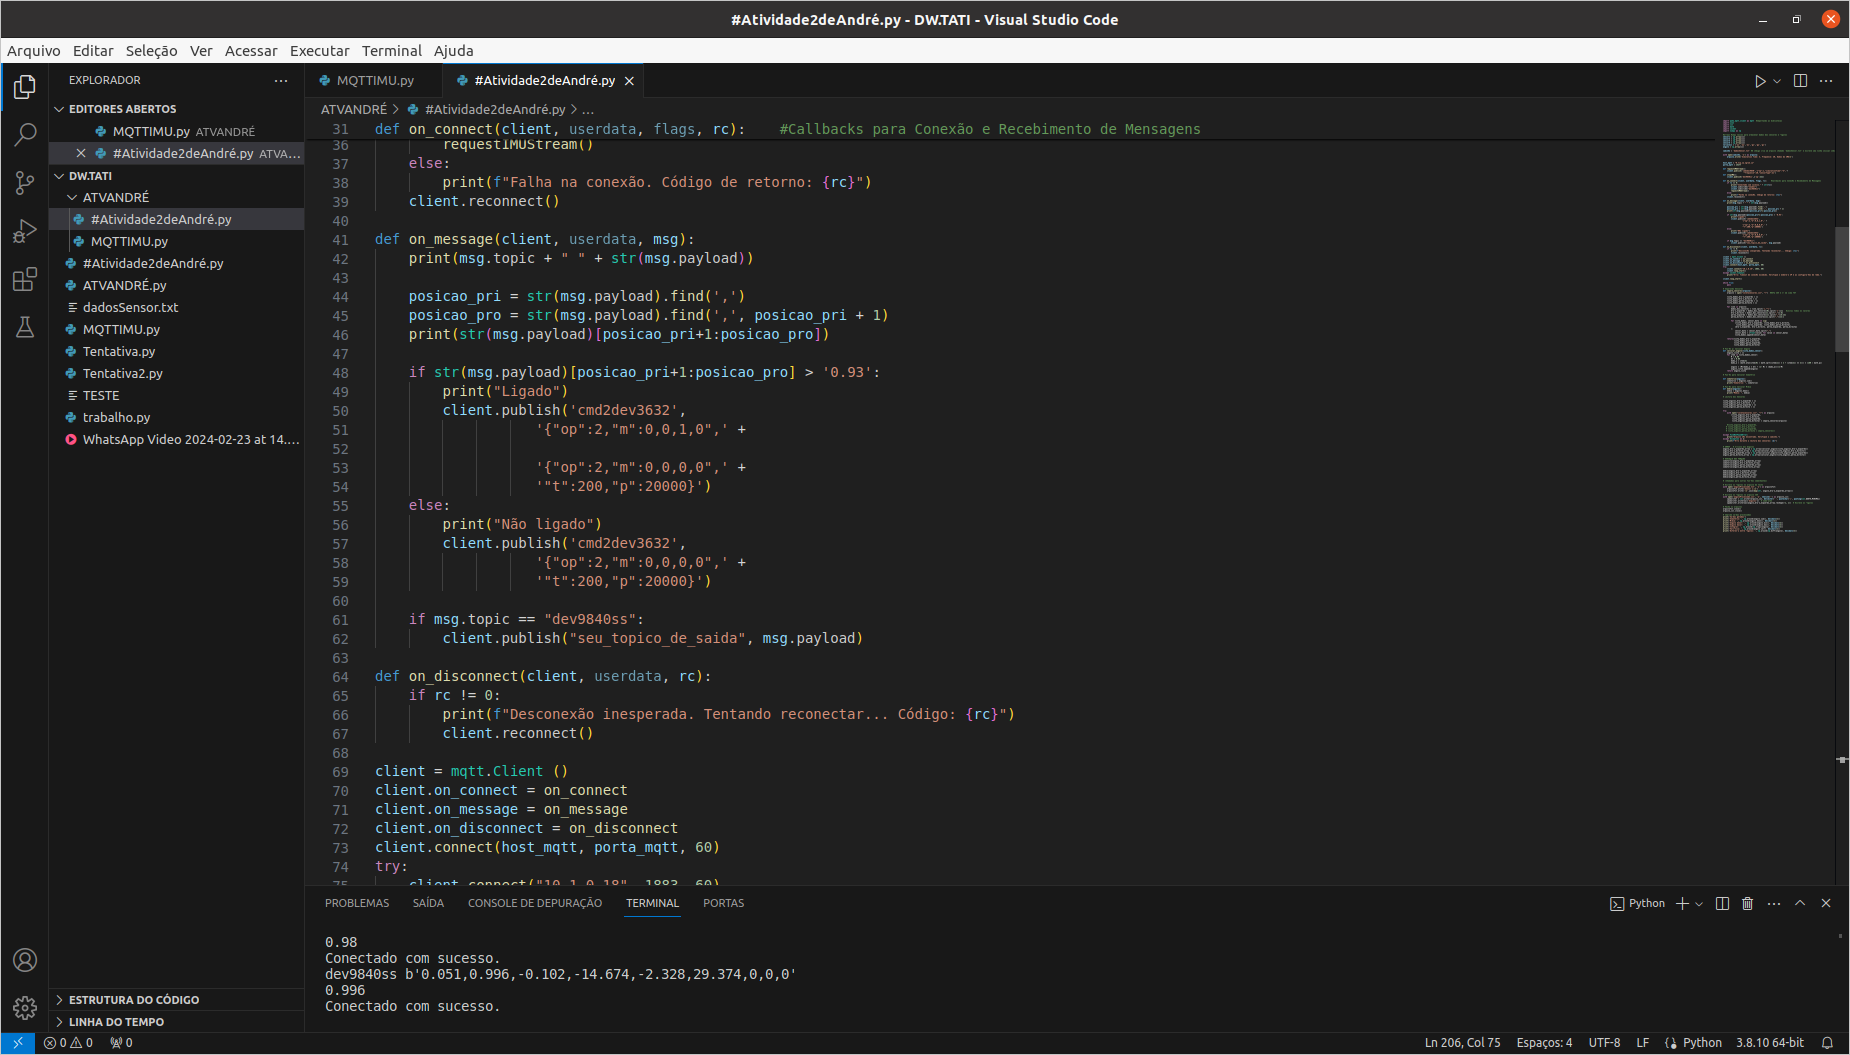 #Atividade2deAndré.py - DW.TATI - Visual Studio Code
Arquivo Editar Seleção Ver Acessar Executar Terminal Ajuda
EXPLORADOR
EDITORES ABERTOS
MQTTIMU.py ATVANDRÉ
#Atividade2deAndré.py ATVA...
DW.TATI
ATVANDRÉ
#Atividade2deAndré.py
MQTTIMU.py
#Atividade2deAndré.py
ATVANDRÉ.py
dadosSensor.txt
MQTTIMU.py
Tentativa.py
Tentativa2.py
TESTE
trabalho.py
WhatsApp Video 2024-02-23 at 14....
ESTRUTURA DO CÓDIGO
LINHA DO TEMPO
MQTTIMU.py #Atividade2deAndré.py
ATVANDRÉ > #Atividade2deAndré.py > ...
31 def on_connect(client, userdata, flags, rc):    #Callbacks para Conexão e Recebimento de Mensagens
36         requestIMUStream()
37     else:
38         print(f"Falha na conexão. Código de retorno: {rc}")
39     client.reconnect()
40
41 def on_message(client, userdata, msg):
42     print(msg.topic + " " + str(msg.payload))
43
44     posicao_pri = str(msg.payload).find(',')
45     posicao_pro = str(msg.payload).find(',', posicao_pri + 1)
46     print(str(msg.payload)[posicao_pri+1:posicao_pro])
47
48     if str(msg.payload)[posicao_pri+1:posicao_pro] > '0.93':
49         print("Ligado")
50         client.publish('cmd2dev3632',
51                    '{"op":2,"m":0,0,1,0",' +
52
53                    '{"op":2,"m":0,0,0,0",' +
54                    '"t":200,"p":20000}')
55     else:
56         print("Não ligado")
57         client.publish('cmd2dev3632',
58                    '{"op":2,"m":0,0,0,0",' +
59                    '"t":200,"p":20000}')
60
61     if msg.topic == "dev9840ss":
62         client.publish("seu_topico_de_saida", msg.payload)
63
64 def on_disconnect(client, userdata, rc):
65     if rc != 0:
66         print(f"Desconexão inesperada. Tentando reconectar... Código: {rc}")
67         client.reconnect()
68
69 client = mqtt.Client ()
70 client.on_connect = on_connect
71 client.on_message = on_message
72 client.on_disconnect = on_disconnect
73 client.connect(host_mqtt, porta_mqtt, 60)
74 try:
75     client.connect("10.1.0.18", 1883, 60)
PROBLEMAS SAÍDA CONSOLE DE DEPURAÇÃO TERMINAL PORTAS
Python
0.98
Conectado com sucesso.
dev9840ss b'0.051,0.996,-0.102,-14.674,-2.328,29.374,0,0,0'
0.996
Conectado com sucesso.
0 0 0
Ln 206, Col 75 Espaços: 4 UTF-8 LF Python 3.8.10 64-bit